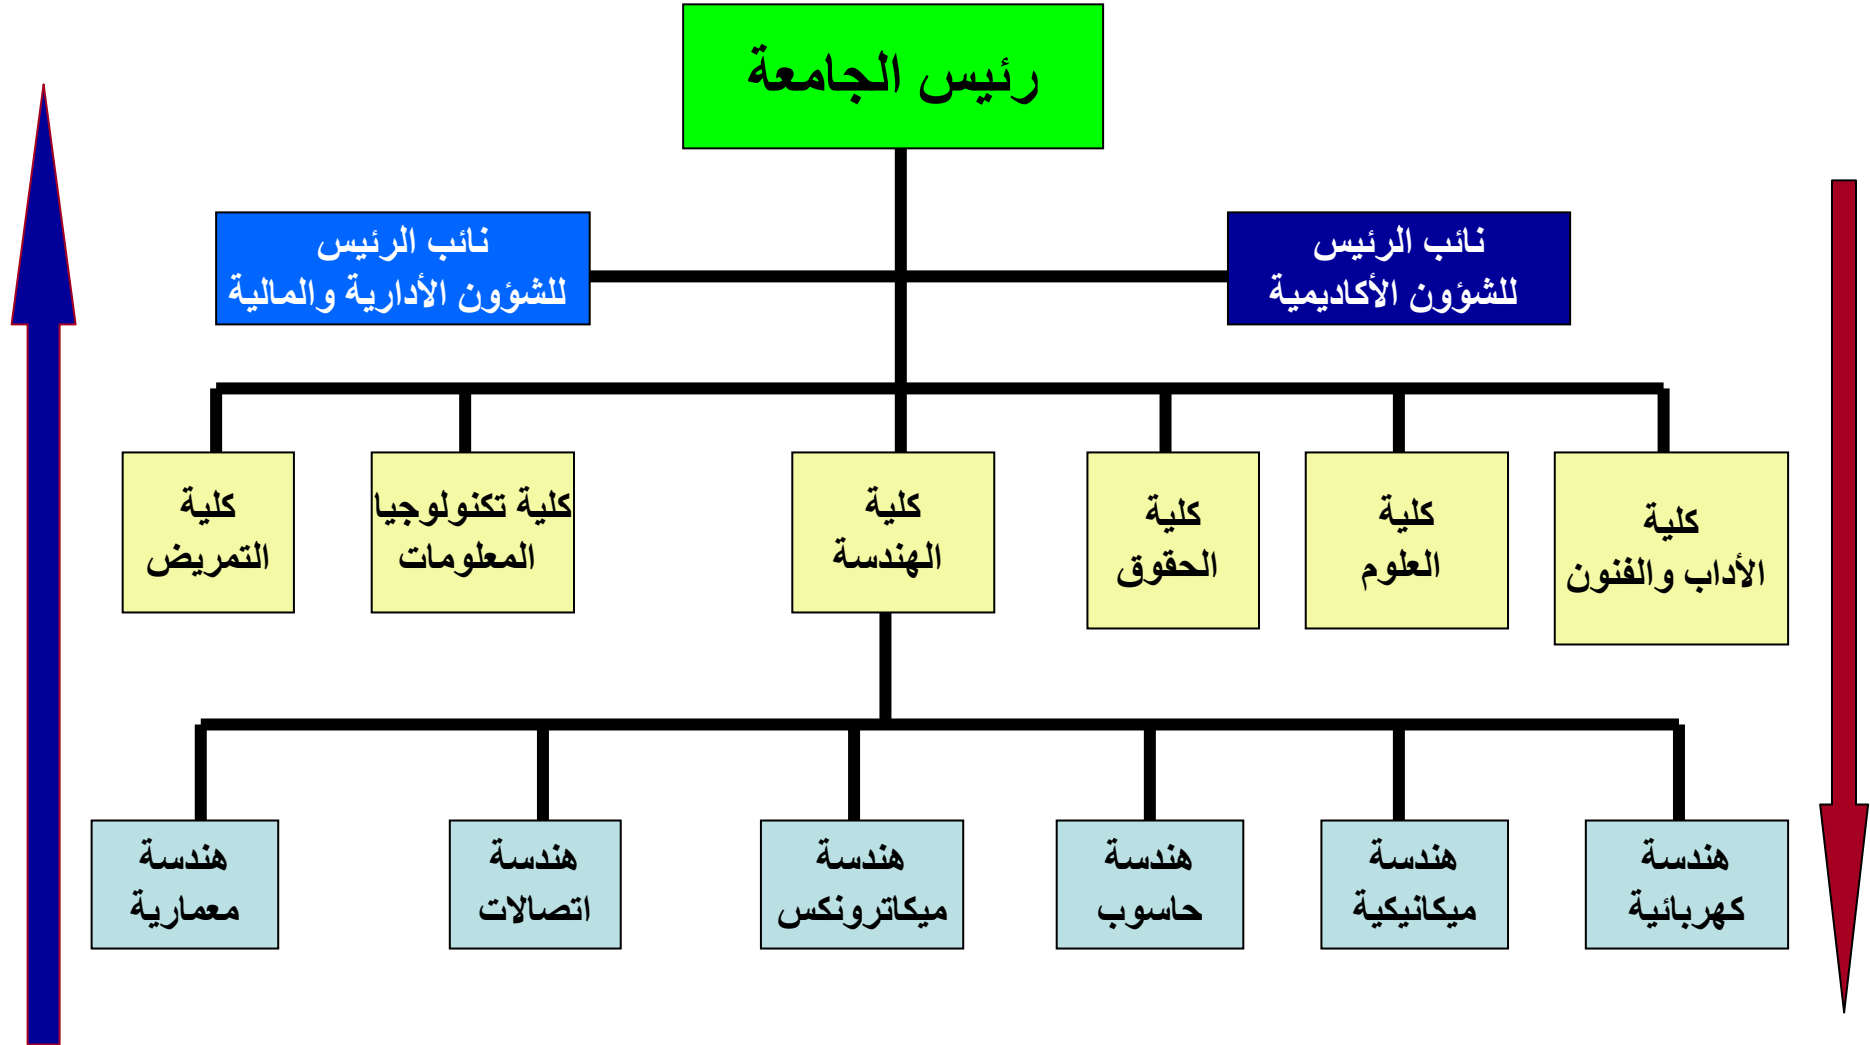 رئيس الجامعة
نائب الرئيس
للشؤون الأكاديمية
نائب الرئيس
للشؤون الأدارية والمالية
كلية
الأداب والفنون
كلية
العلوم
كلية
الحقوق
كلية
الهندسة
كلية تكنولوجيا
المعلومات
كلية
التمريض
هندسة
كهربائية
هندسة
ميكانيكية
هندسة
حاسوب
هندسة
ميكاترونكس
هندسة
اتصالات
هندسة
معمارية